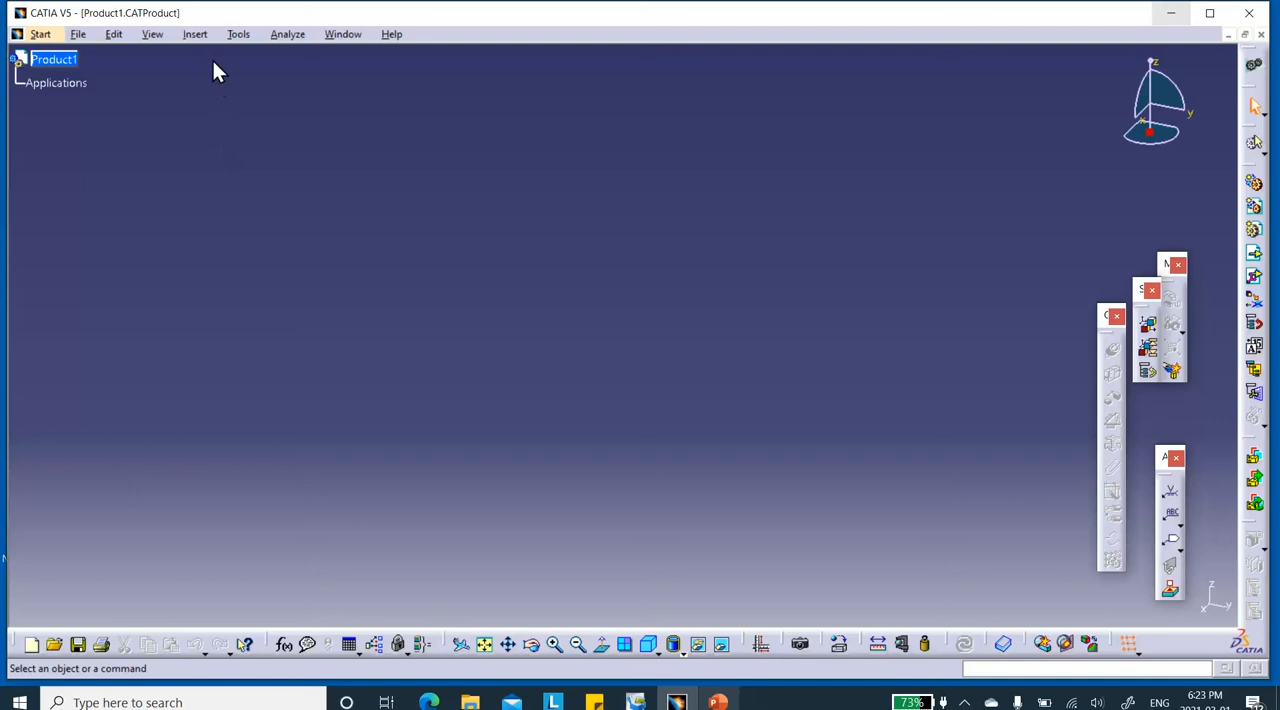 CATIA V5 - [Product1.CATProduct]
Start File Edit View Insert Tools Analyze Window Help
Product1
Applications
z
y
x
M
S
A
ABC
z
x y
f(x)
CATIA
Select an object or a command
Type here to search
L
73%
ENG
6:23 PM